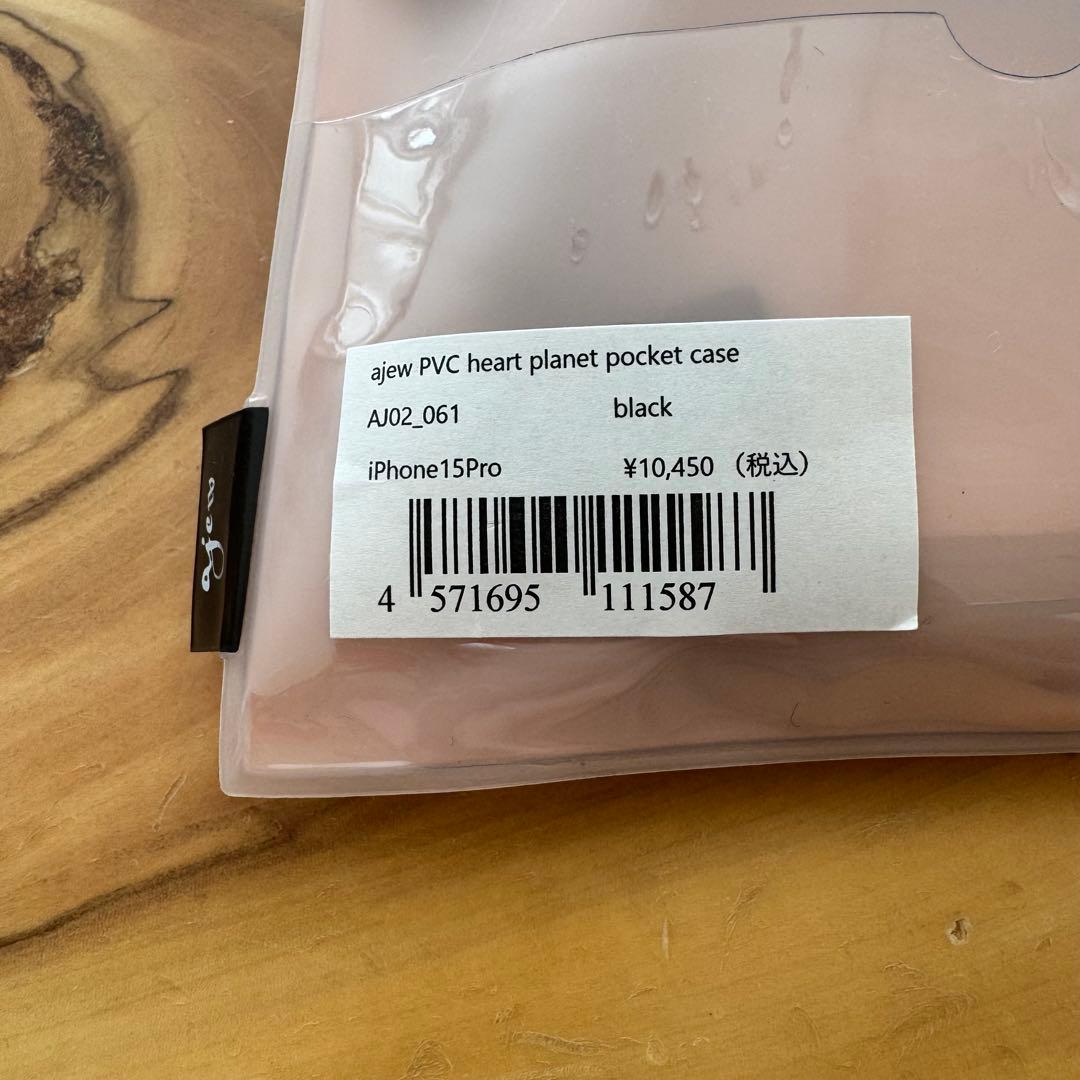 ajew PVC heart planet pocket case
AJ02_061 black
iPhone15Pro ¥10,450（税込）
4 571695 111587
ajew